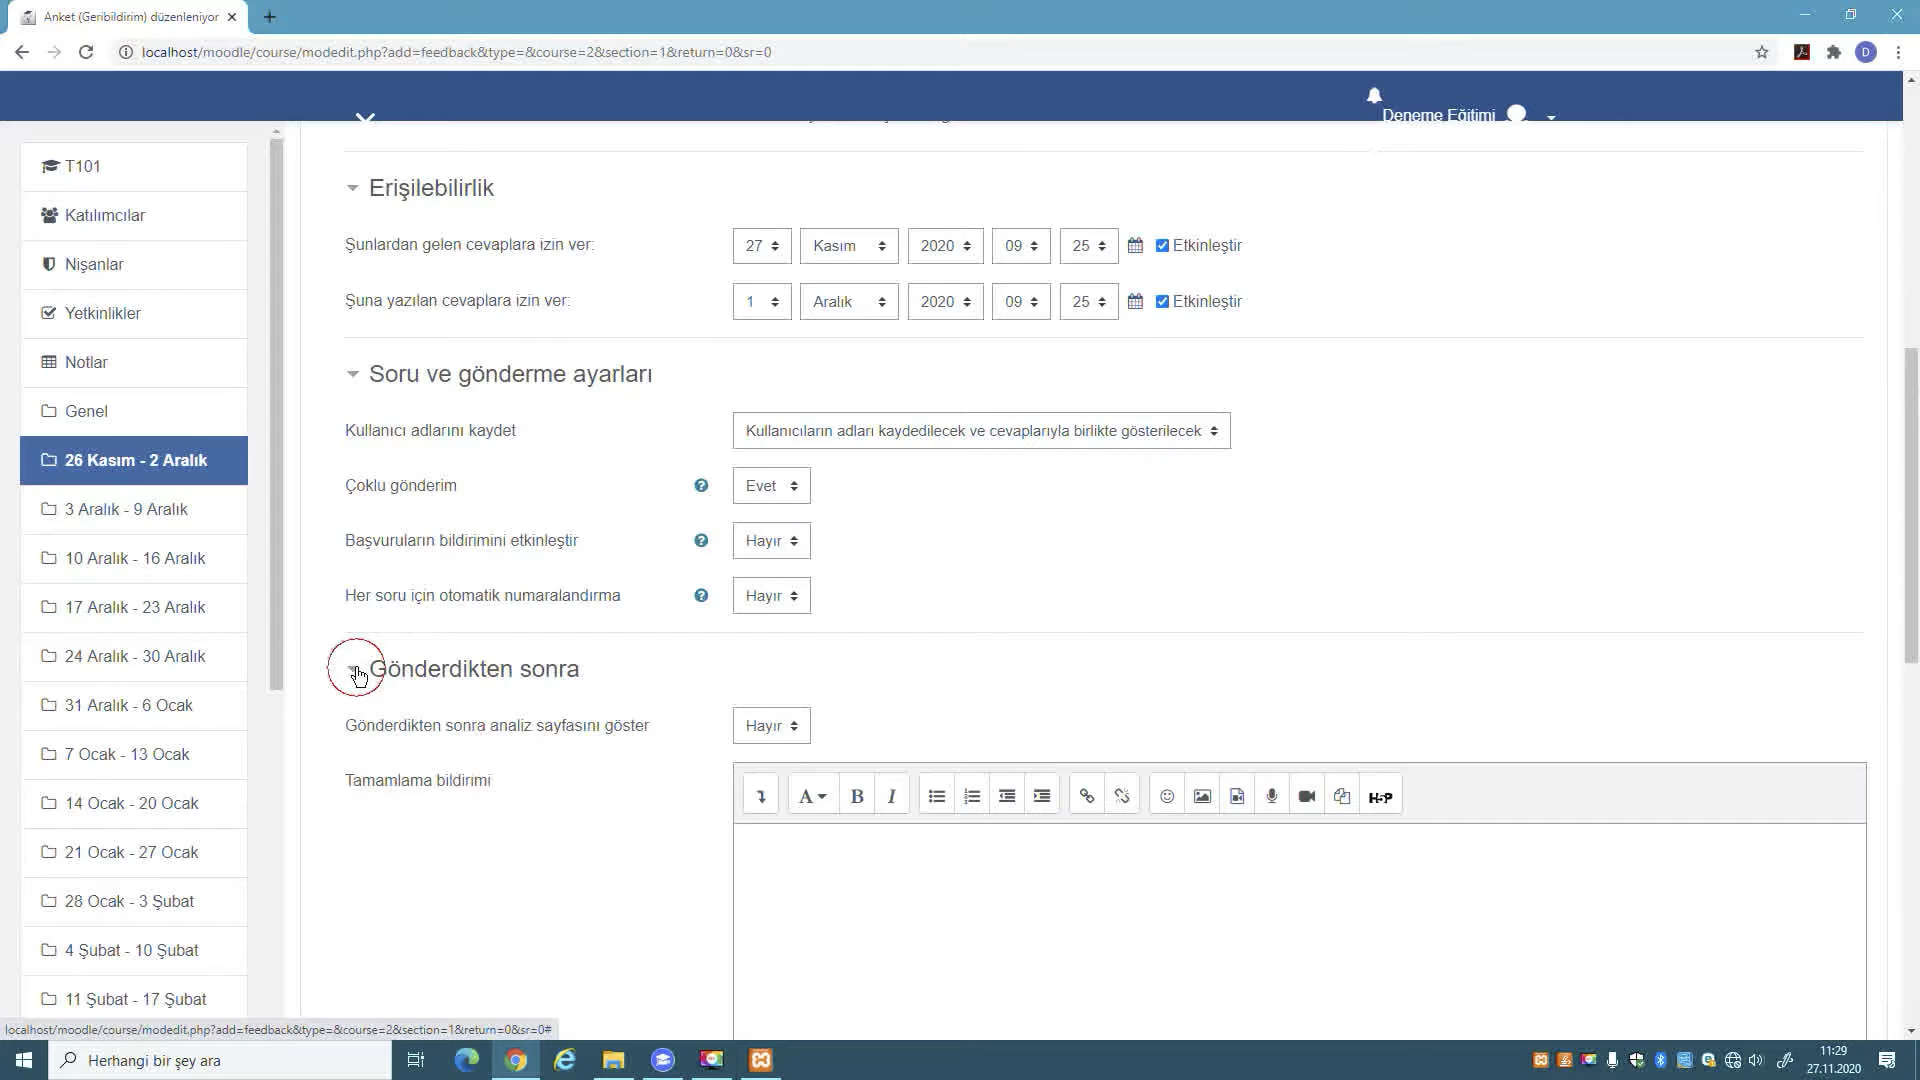 Anket (Geribildirim) düzenleniyor
localhost/moodle/course/modedit.php?add=feedback&type=&course=2&section=1&return=0&sr=0
D
Deneme Eğitimi
T101
Katılımcılar
Nişanlar
Yetkinlikler
Notlar
Genel
26 Kasım - 2 Aralık
3 Aralık - 9 Aralık
10 Aralık - 16 Aralık
17 Aralık - 23 Aralık
24 Aralık - 30 Aralık
31 Aralık - 6 Ocak
7 Ocak - 13 Ocak
14 Ocak - 20 Ocak
21 Ocak - 27 Ocak
28 Ocak - 3 Şubat
4 Şubat - 10 Şubat
11 Şubat - 17 Şubat
Erişilebilirlik
Şunlardan gelen cevaplara izin ver: 27 Kasım 2020 09 25 Etkinleştir
Şuna yazılan cevaplara izin ver: 1 Aralık 2020 09 25 Etkinleştir
Soru ve gönderme ayarları
Kullanıcı adlarını kaydet Kullanıcıların adları kaydedilecek ve cevaplarıyla birlikte gösterilecek
Çoklu gönderim Evet
Başvuruların bildirimini etkinleştir Hayır
Her soru için otomatik numaralandırma Hayır
Gönderdikten sonra
Gönderdikten sonra analiz sayfasını göster Hayır
Tamamlama bildirimi
A B I H-P
localhost/moodle/course/modedit.php?add=feedback&type=&course=2&section=1&return=0&sr=0#
Herhangi bir şey ara
11:29
27.11.2020